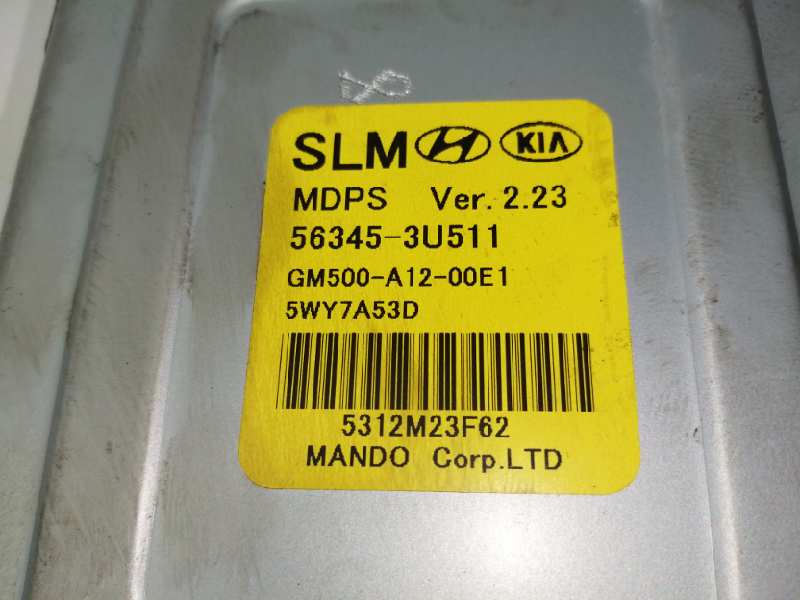 SLM KIA
MDPS Ver. 2.23
56345-3U511
GM500-A12-00E1
5WY7A53D
5312M23F62
MANDO Corp.LTD